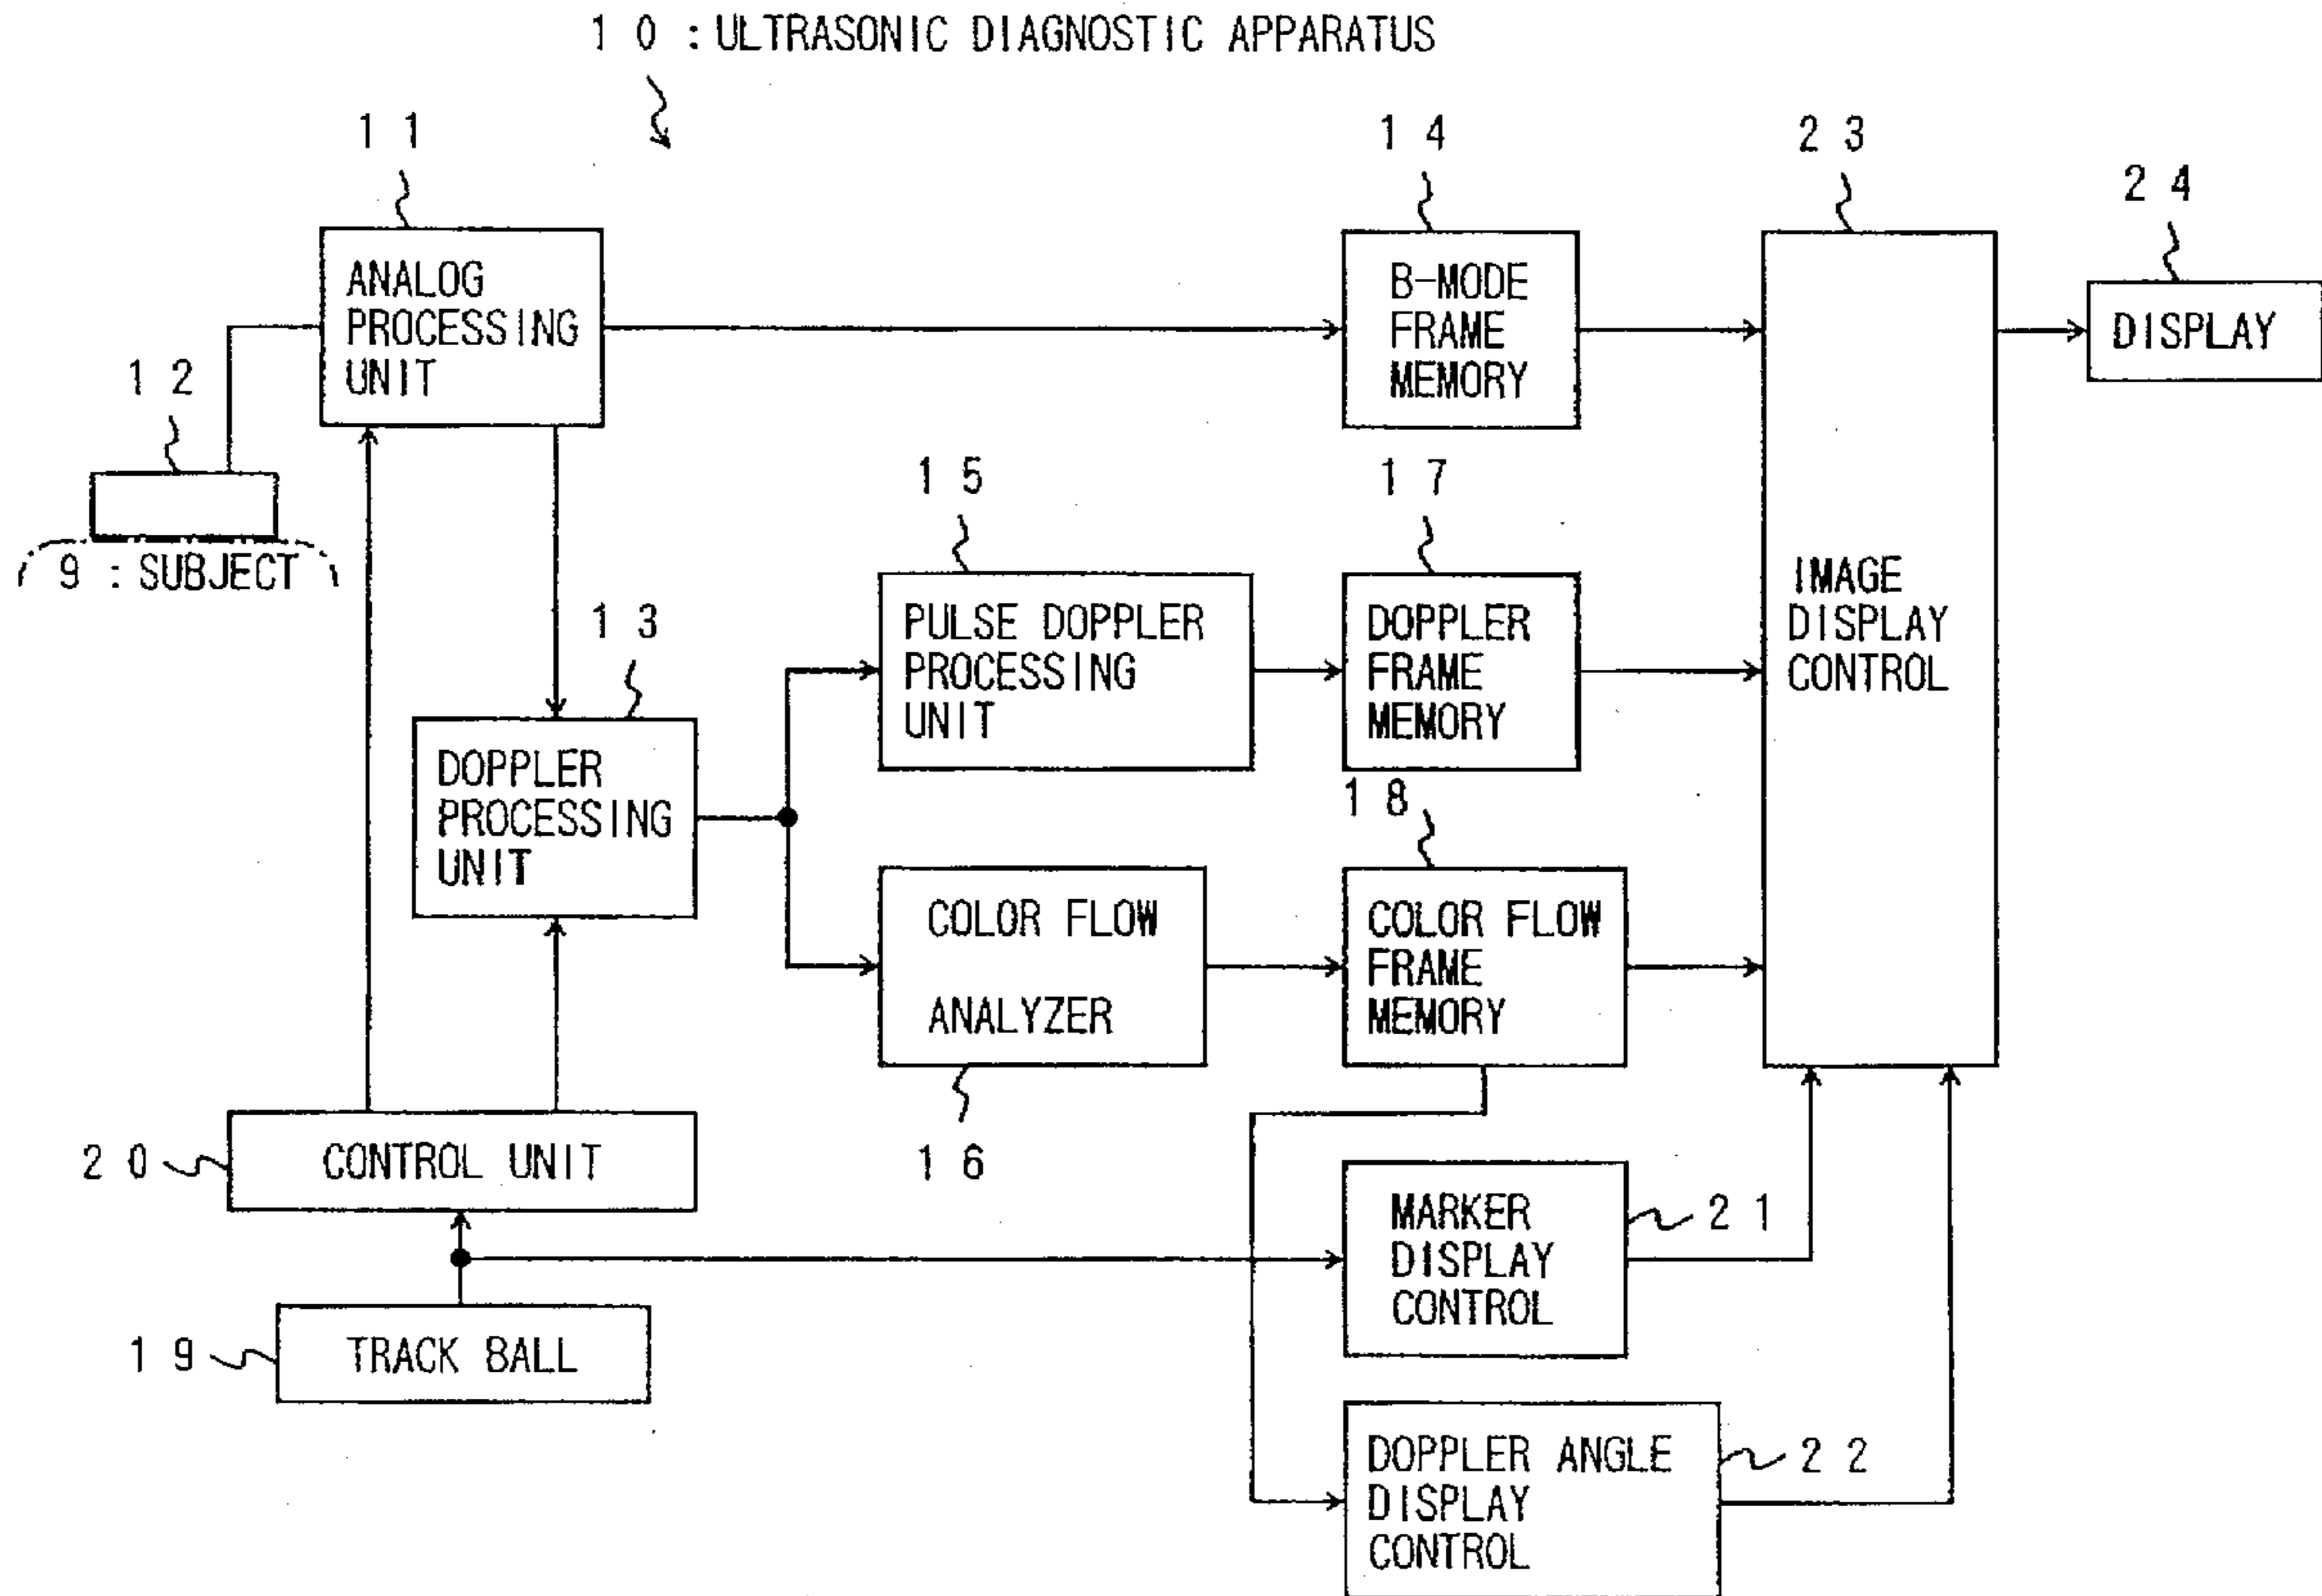 10 : ULTRASONIC DIAGNOSTIC APPARATUS
11
14
23
24
ANALOG
PROCESSING
UNIT
B-MODE
FRAME
MEMORY
DISPLAY
12
9 : SUBJECT
15
17
13
PULSE DOPPLER
PROCESSING
UNIT
DOPPLER
FRAME
MEMORY
IMAGE
DISPLAY
CONTROL
DOPPLER
PROCESSING
UNIT
18
COLOR FLOW
ANALYZER
COLOR FLOW
FRAME
MEMORY
16
20
CONTROL UNIT
MARKER
DISPLAY
CONTROL
21
19
TRACK BALL
DOPPLER ANGLE
DISPLAY
CONTROL
22